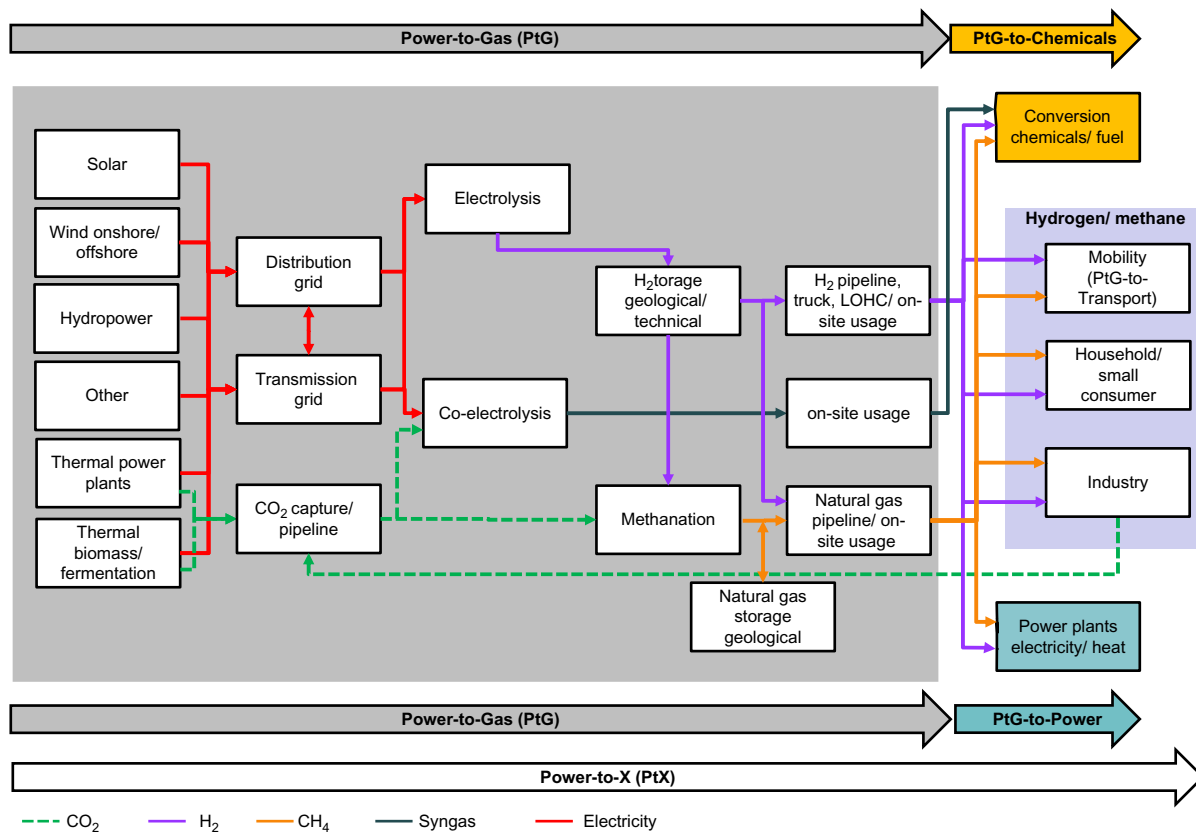 Power-to-Gas (PtG)
PtG-to-Chemicals
Solar
Wind onshore/
offshore
Hydropower
Other
Thermal power
plants
Thermal
biomass/
fermentation
Distribution
grid
Transmission
grid
CO2 capture/
pipeline
Electrolysis
Co-electrolysis
H2torage
geological/
technical
Methanation
Natural gas
storage
geological
H2 pipeline,
truck, LOHC/ on-
site usage
on-site usage
Natural gas
pipeline/ on-
site usage
Conversion
chemicals/ fuel
Hydrogen/ methane
Mobility
(PtG-to-
Transport)
Household/
small
consumer
Industry
Power plants
electricity/ heat
Power-to-Gas (PtG)
PtG-to-Power
Power-to-X (PtX)
CO2
H2
CH4
Syngas
Electricity